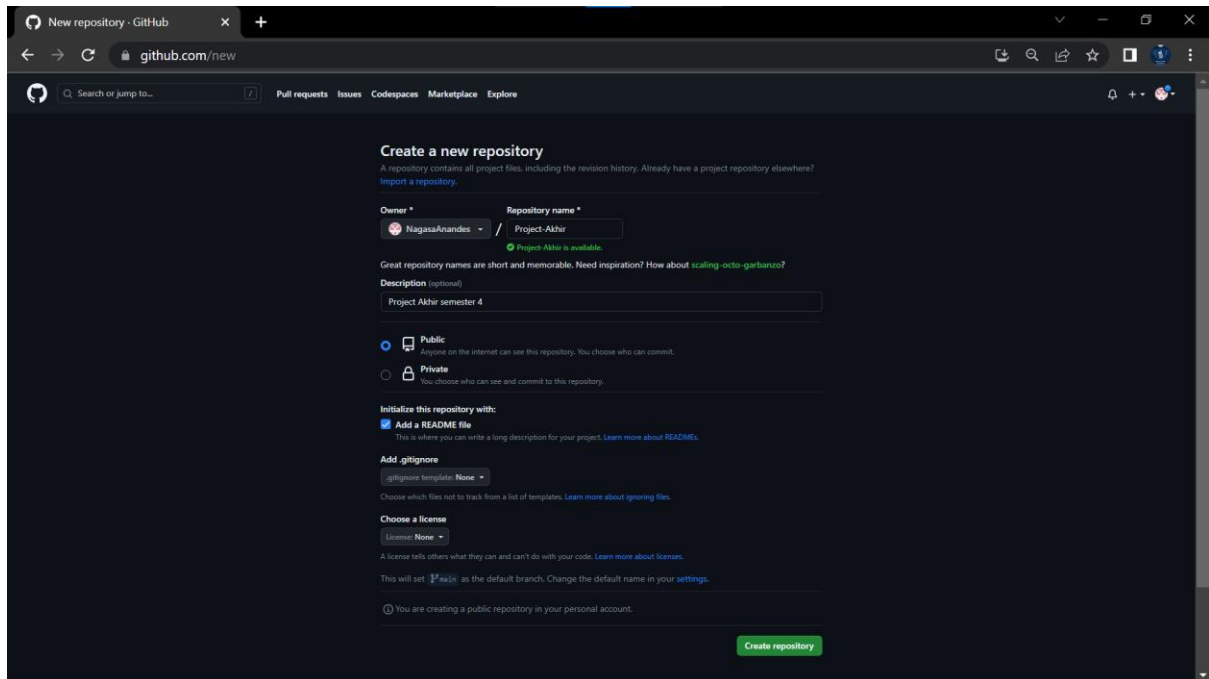 New repository · GitHub
github.com/new
Search or jump to... /
Pull requests Issues Codespaces Marketplace Explore
Create a new repository
A repository contains all project files, including the revision history. Already have a project repository elsewhere?
Import a repository.
Owner * Repository name *
NagasaAnandes / Project-Akhir
Project-Akhir is available.
Great repository names are short and memorable. Need inspiration? How about scaling-octo-garbanzo?
Description (optional)
Project Akhir semester 4
Public
Anyone on the internet can see this repository. You choose who can commit.
Private
You choose who can see and commit to this repository.
Initialize this repository with:
Add a README file
This is where you can write a long description for your project. Learn more about READMEs.
Add .gitignore
.gitignore template: None
Choose which files not to track from a list of templates. Learn more about ignoring files.
Choose a license
License: None
A license tells others what they can and can't do with your code. Learn more about licenses.
This will set main as the default branch. Change the default name in your settings.
You are creating a public repository in your personal account.
Create repository